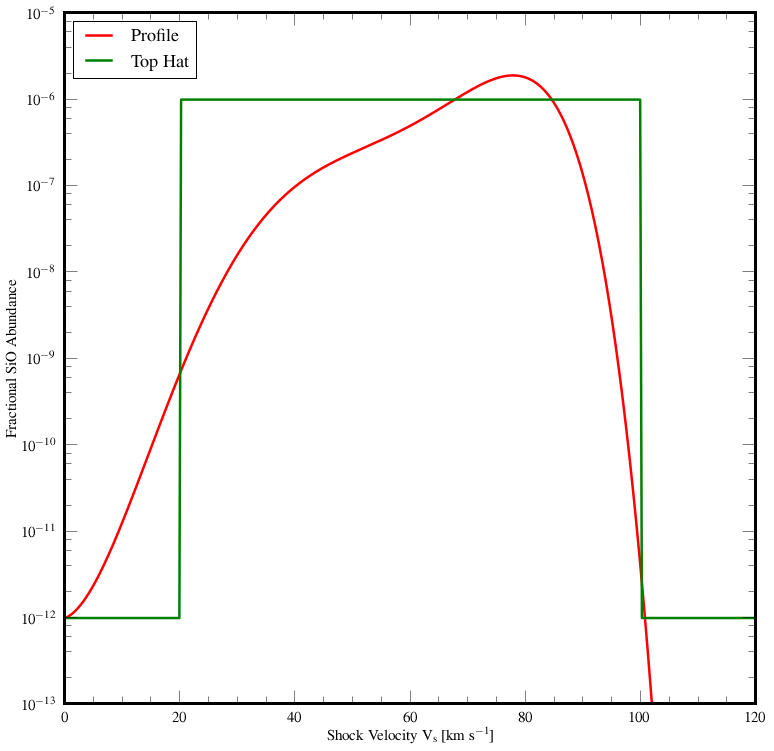 10⁻⁵
Profile
Top Hat
10⁻⁶
10⁻⁷
10⁻⁸
10⁻⁹
10⁻¹⁰
10⁻¹¹
10⁻¹²
10⁻¹³
Fractional SiO Abundance
0 20 40 60 80 100 120
Shock Velocity Vₛ [km s⁻¹]